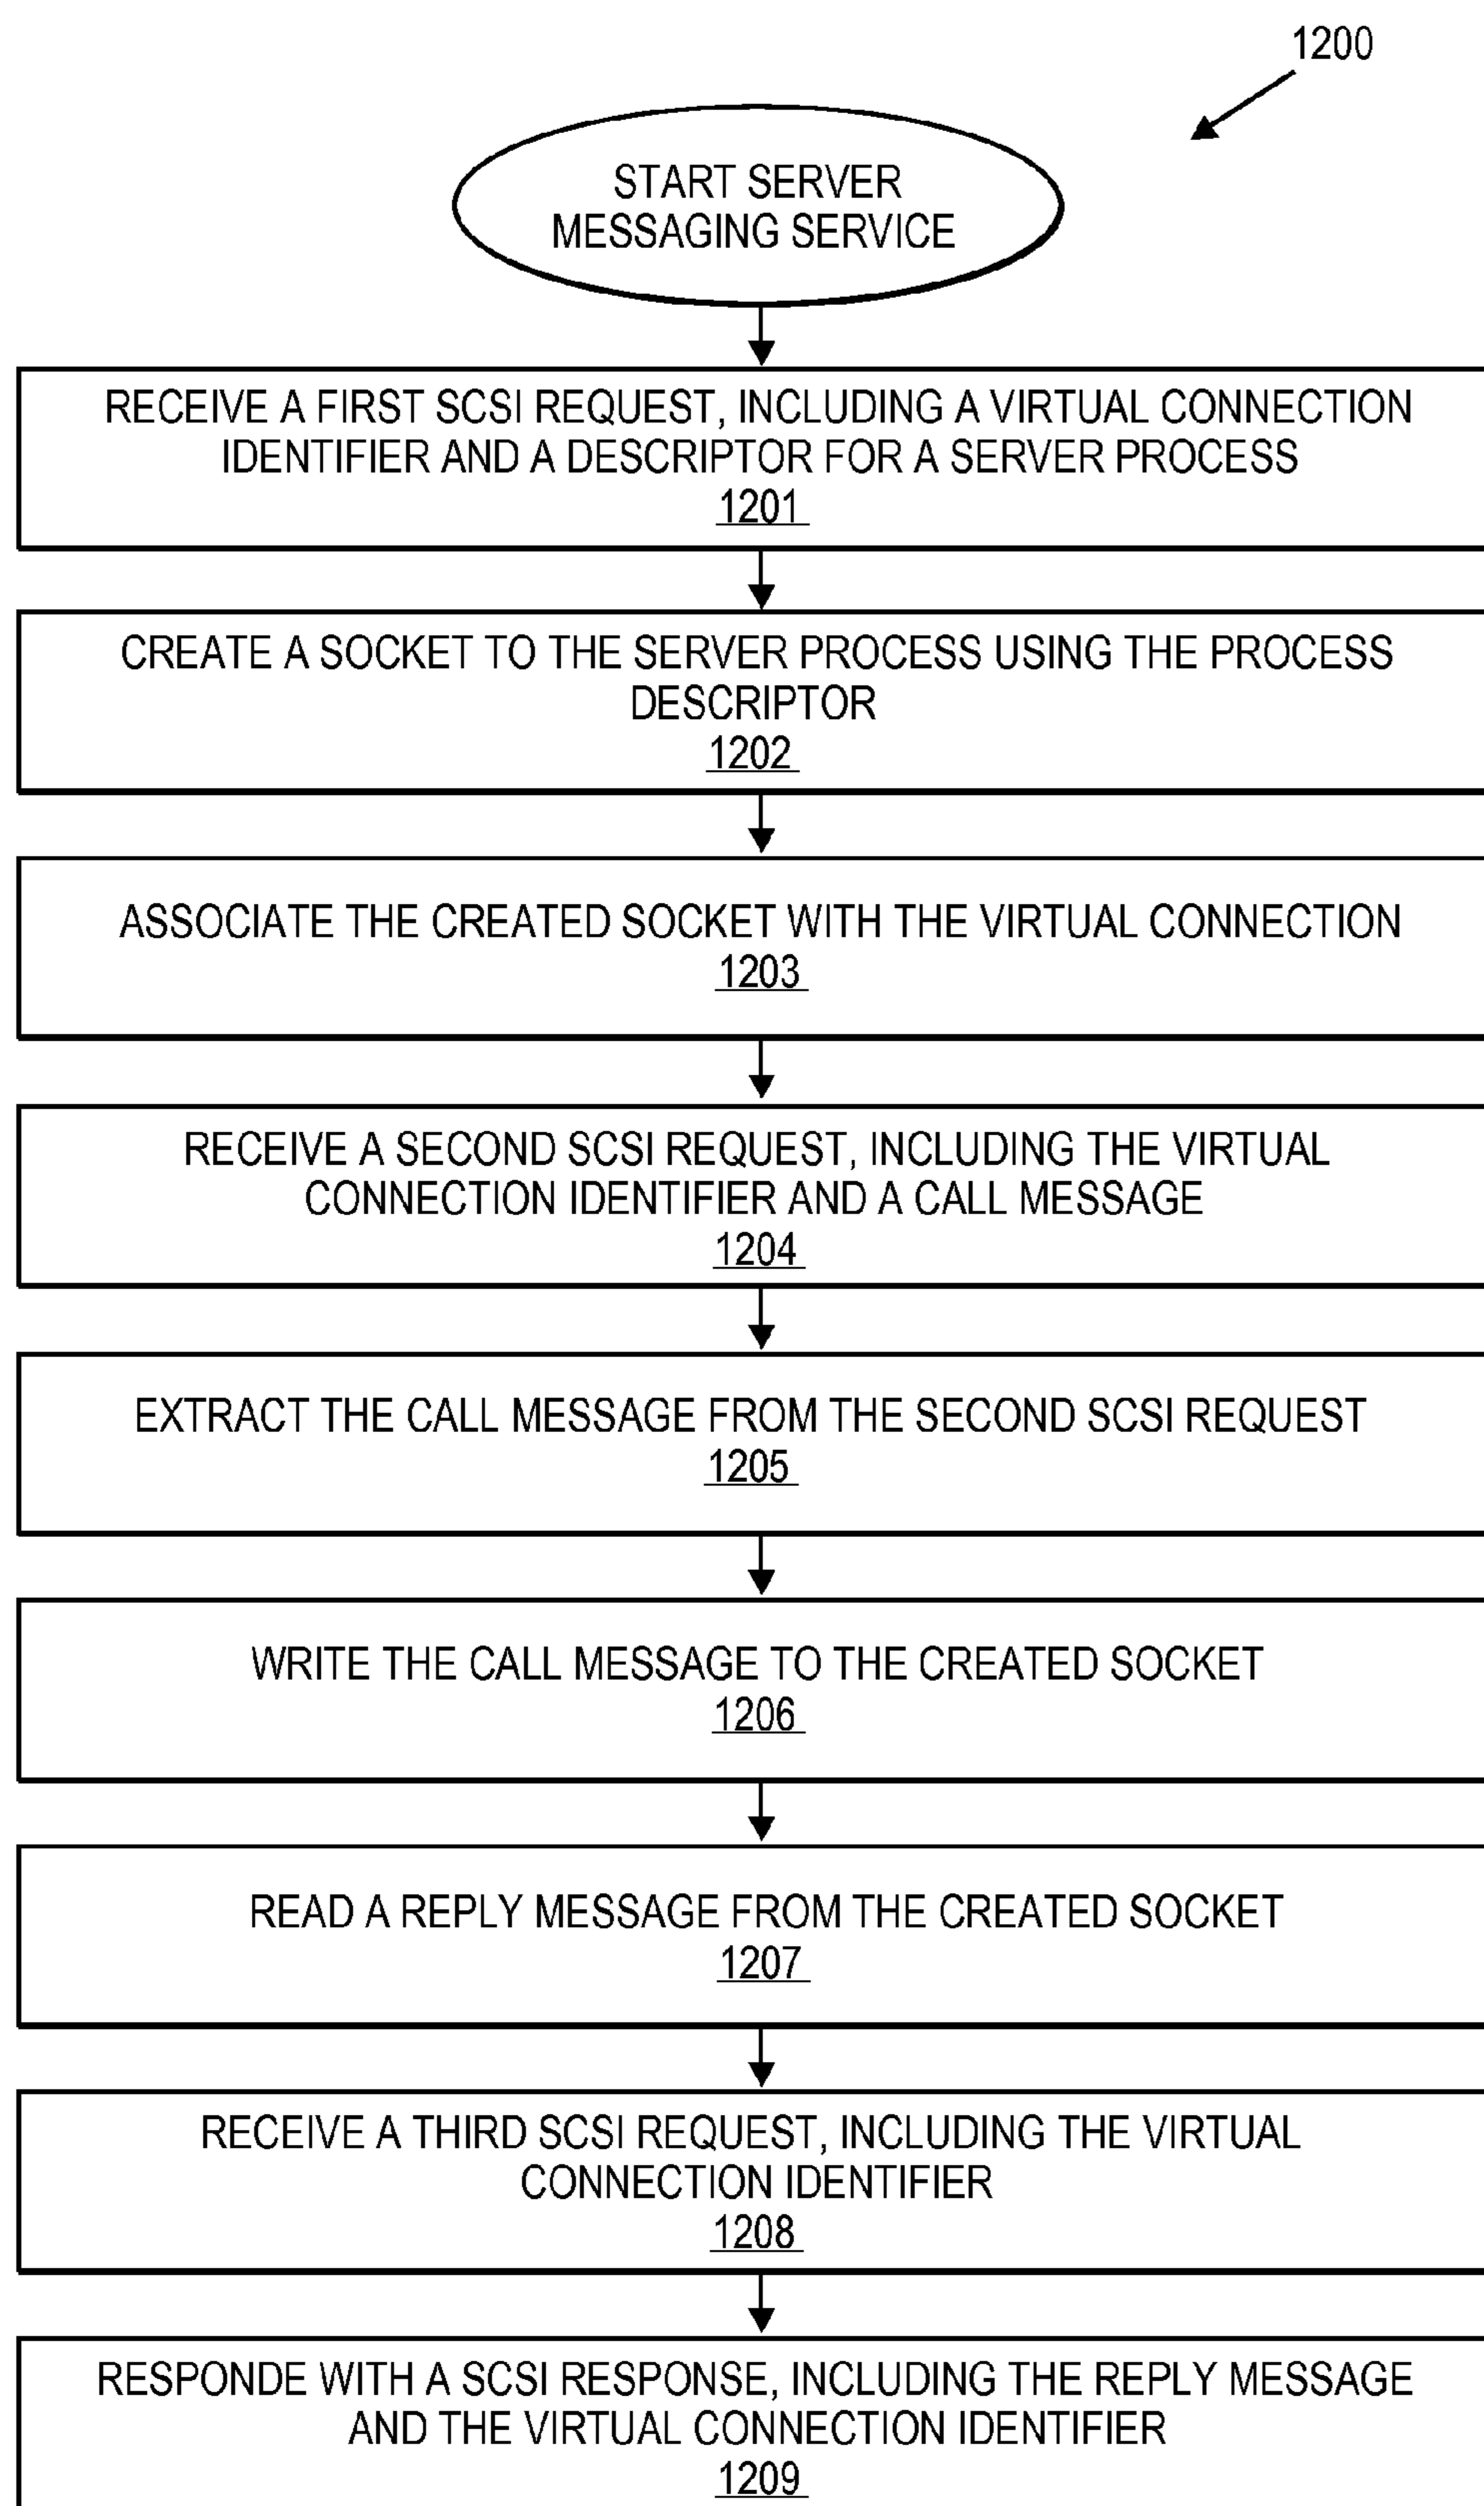 1200
START SERVER
MESSAGING SERVICE
RECEIVE A FIRST SCSI REQUEST, INCLUDING A VIRTUAL CONNECTION
IDENTIFIER AND A DESCRIPTOR FOR A SERVER PROCESS
1201
CREATE A SOCKET TO THE SERVER PROCESS USING THE PROCESS
DESCRIPTOR
1202
ASSOCIATE THE CREATED SOCKET WITH THE VIRTUAL CONNECTION
1203
RECEIVE A SECOND SCSI REQUEST, INCLUDING THE VIRTUAL
CONNECTION IDENTIFIER AND A CALL MESSAGE
1204
EXTRACT THE CALL MESSAGE FROM THE SECOND SCSI REQUEST
1205
WRITE THE CALL MESSAGE TO THE CREATED SOCKET
1206
READ A REPLY MESSAGE FROM THE CREATED SOCKET
1207
RECEIVE A THIRD SCSI REQUEST, INCLUDING THE VIRTUAL
CONNECTION IDENTIFIER
1208
RESPONDE WITH A SCSI RESPONSE, INCLUDING THE REPLY MESSAGE
AND THE VIRTUAL CONNECTION IDENTIFIER
1209